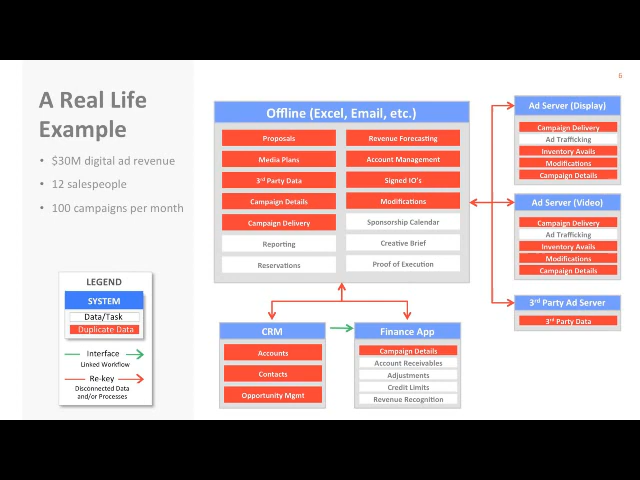 6
A Real Life
Example
• $30M digital ad revenue
• 12 salespeople
• 100 campaigns per month
LEGEND
SYSTEM
Data/Task
Duplicate Data
Interface
Linked Workflow
Re-key
Disconnected Data
and/or Processes
Offline (Excel, Email, etc.)
Proposals
Media Plans
3rd Party Data
Campaign Details
Campaign Delivery
Reporting
Reservations
Revenue Forecasting
Account Management
Signed IO's
Modifications
Sponsorship Calendar
Creative Brief
Proof of Execution
CRM
Accounts
Contacts
Opportunity Mgmt
Finance App
Campaign Details
Account Receivables
Adjustments
Credit Limits
Revenue Recognition
Ad Server (Display)
Campaign Delivery
Ad Trafficking
Inventory Avails
Modifications
Campaign Details
Ad Server (Video)
Campaign Delivery
Ad Trafficking
Inventory Avails
Modifications
Campaign Details
3rd Party Ad Server
3rd Party Data